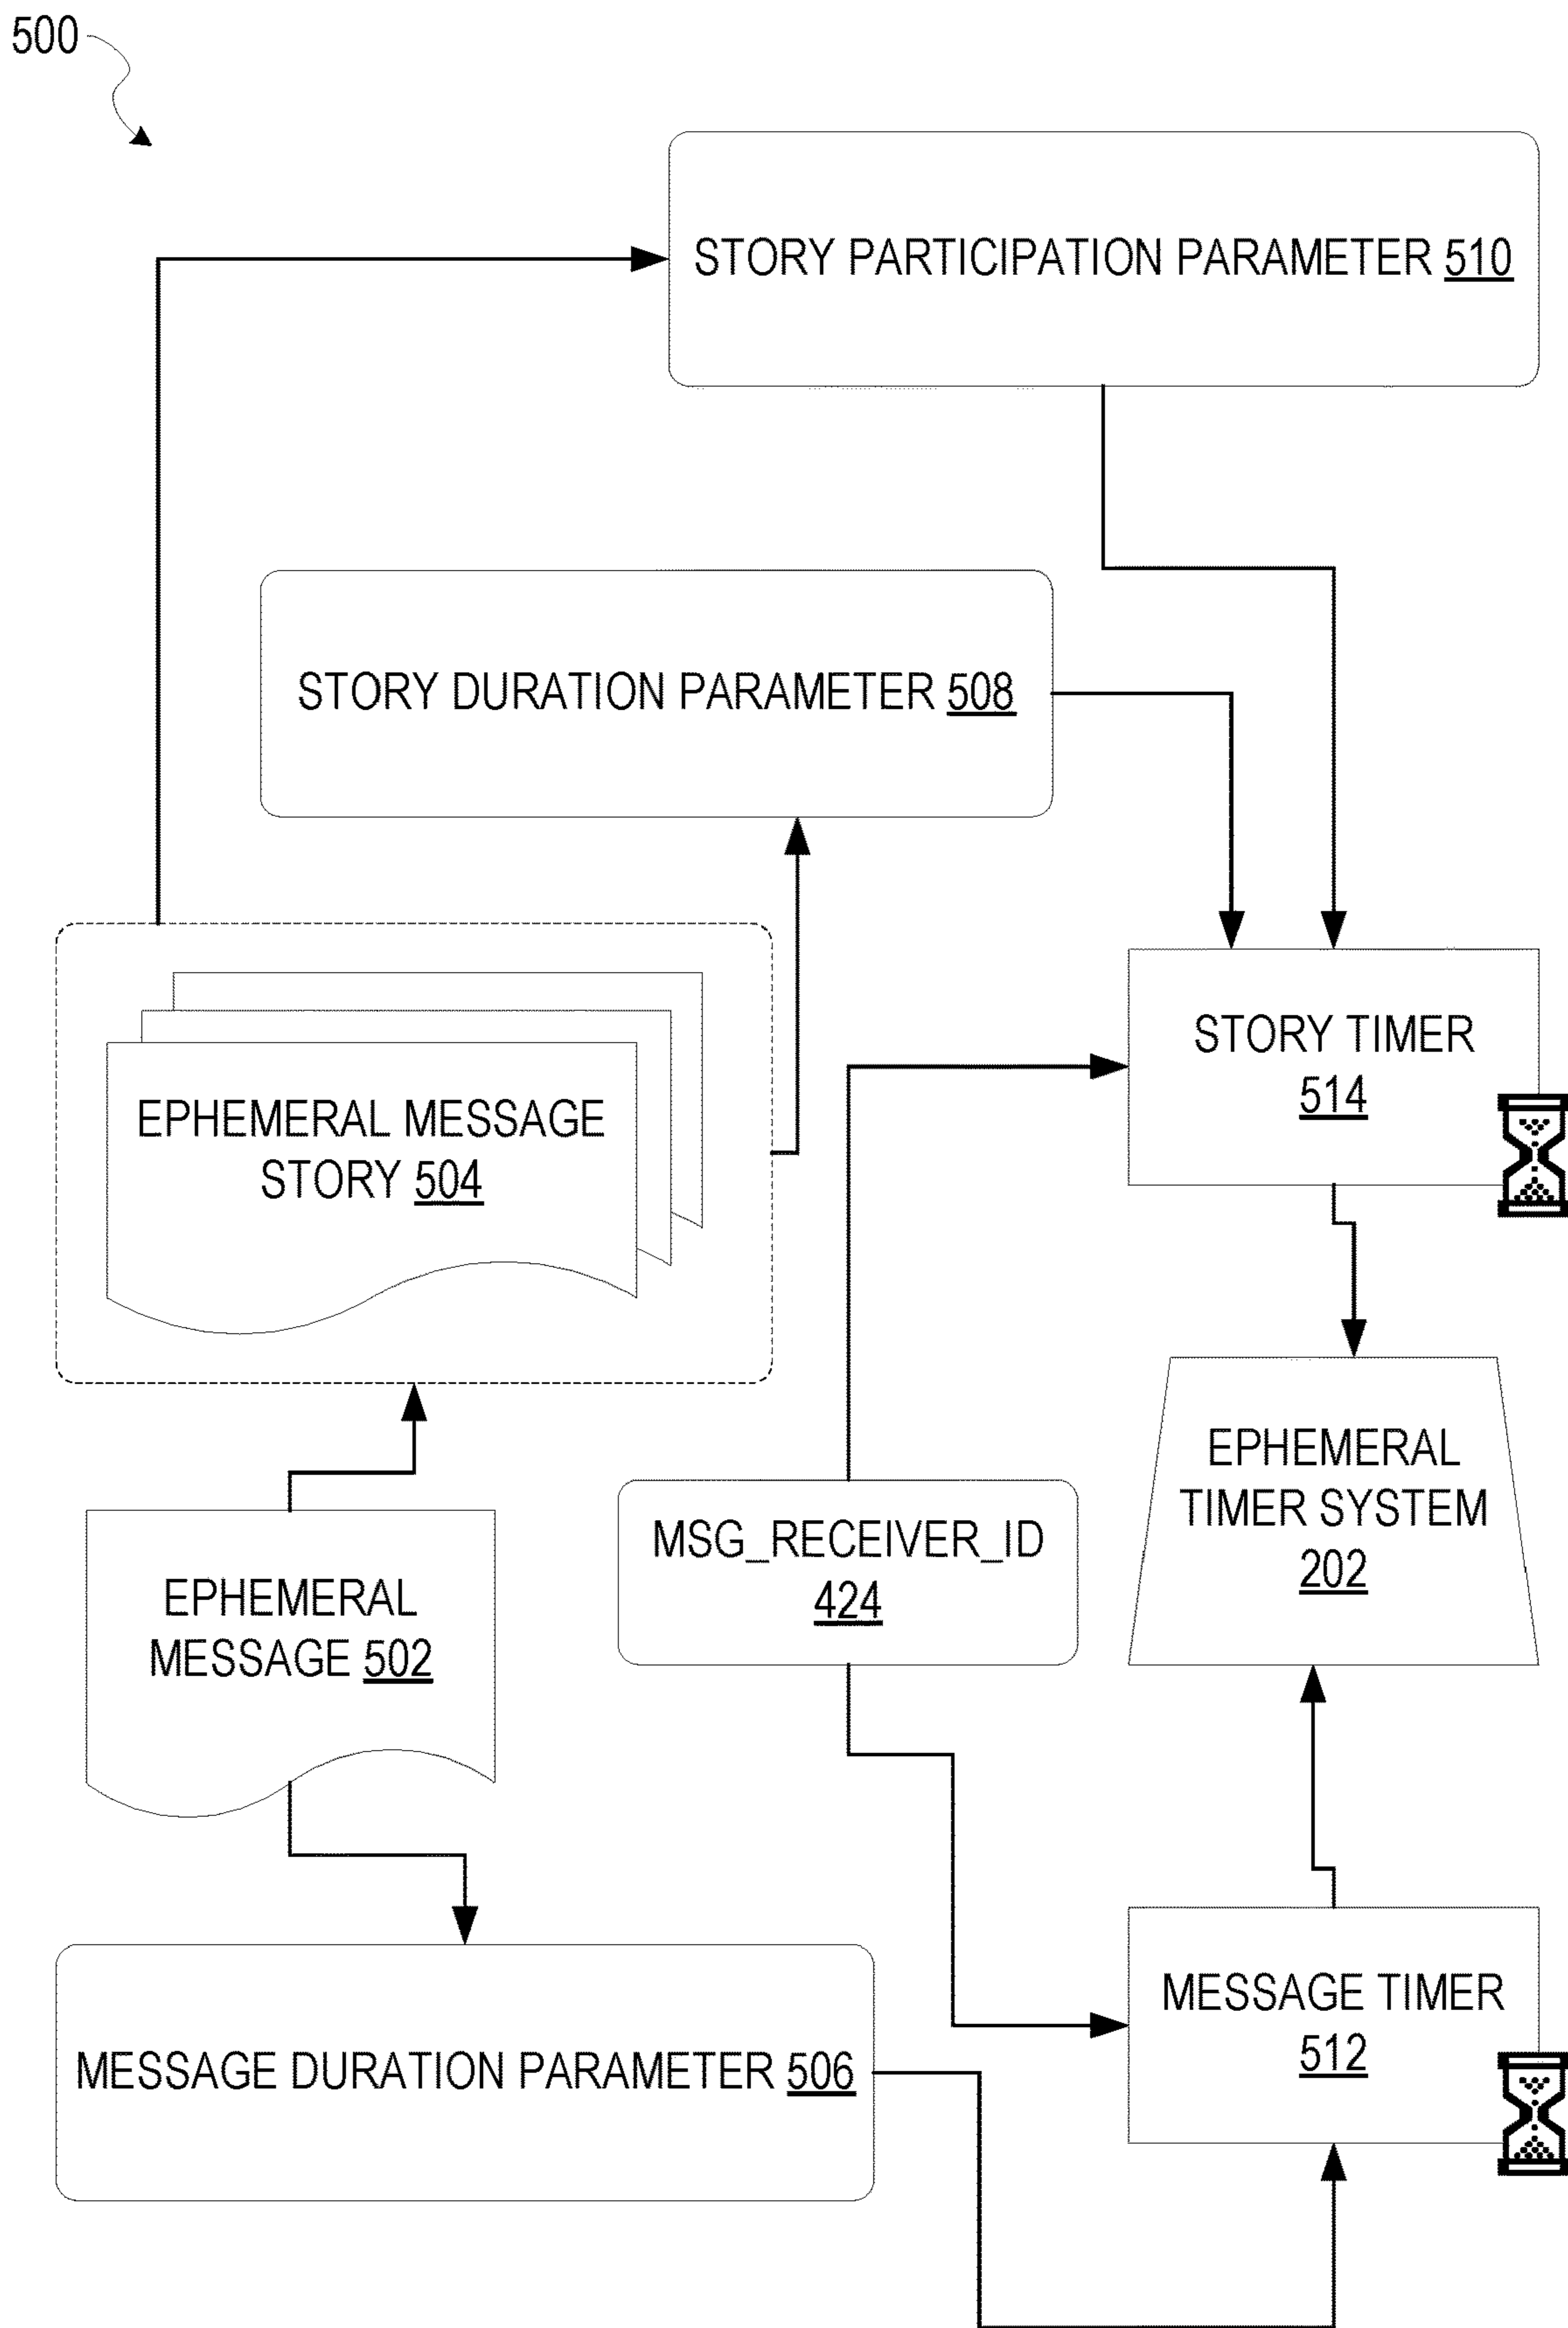 500
STORY PARTICIPATION PARAMETER 510
STORY DURATION PARAMETER 508
STORY TIMER
514
EPHEMERAL MESSAGE
STORY 504
EPHEMERAL
TIMER SYSTEM
202
MSG_RECEIVER_ID
424
EPHEMERAL
MESSAGE 502
MESSAGE TIMER
512
MESSAGE DURATION PARAMETER 506